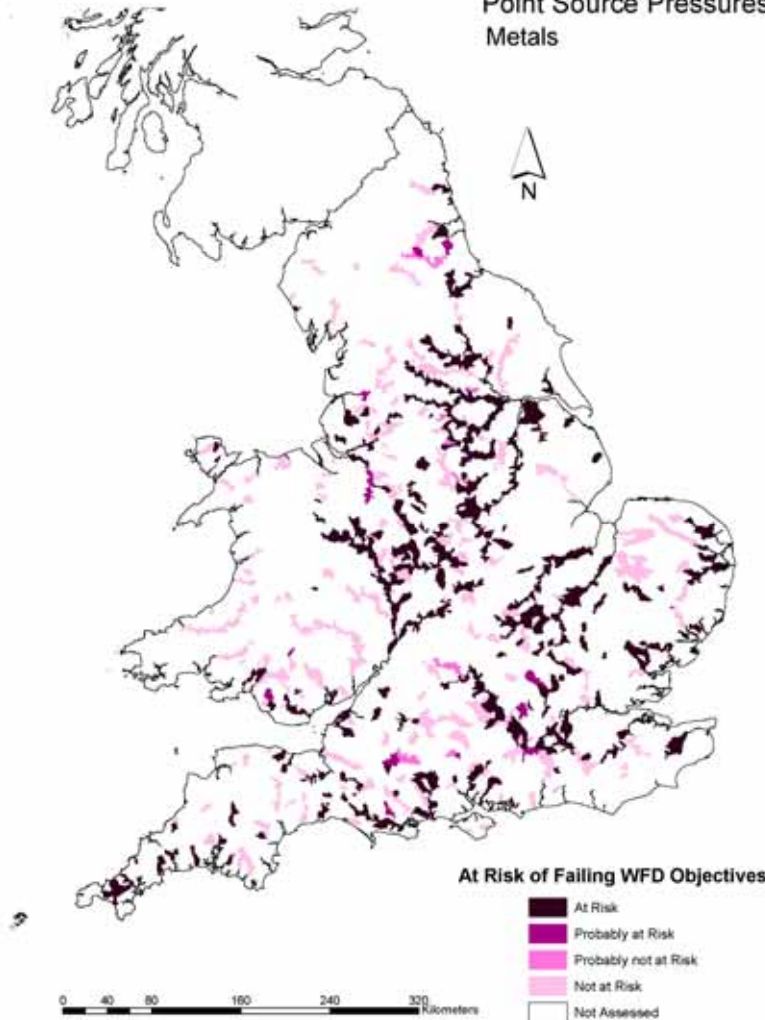 Point Source Pressures
Metals
N
At Risk of Failing WFD Objectives
At Risk
Probably at Risk
Probably not at Risk
Not at Risk
Not Assessed
0 40 80 160 240 320
Kilometers